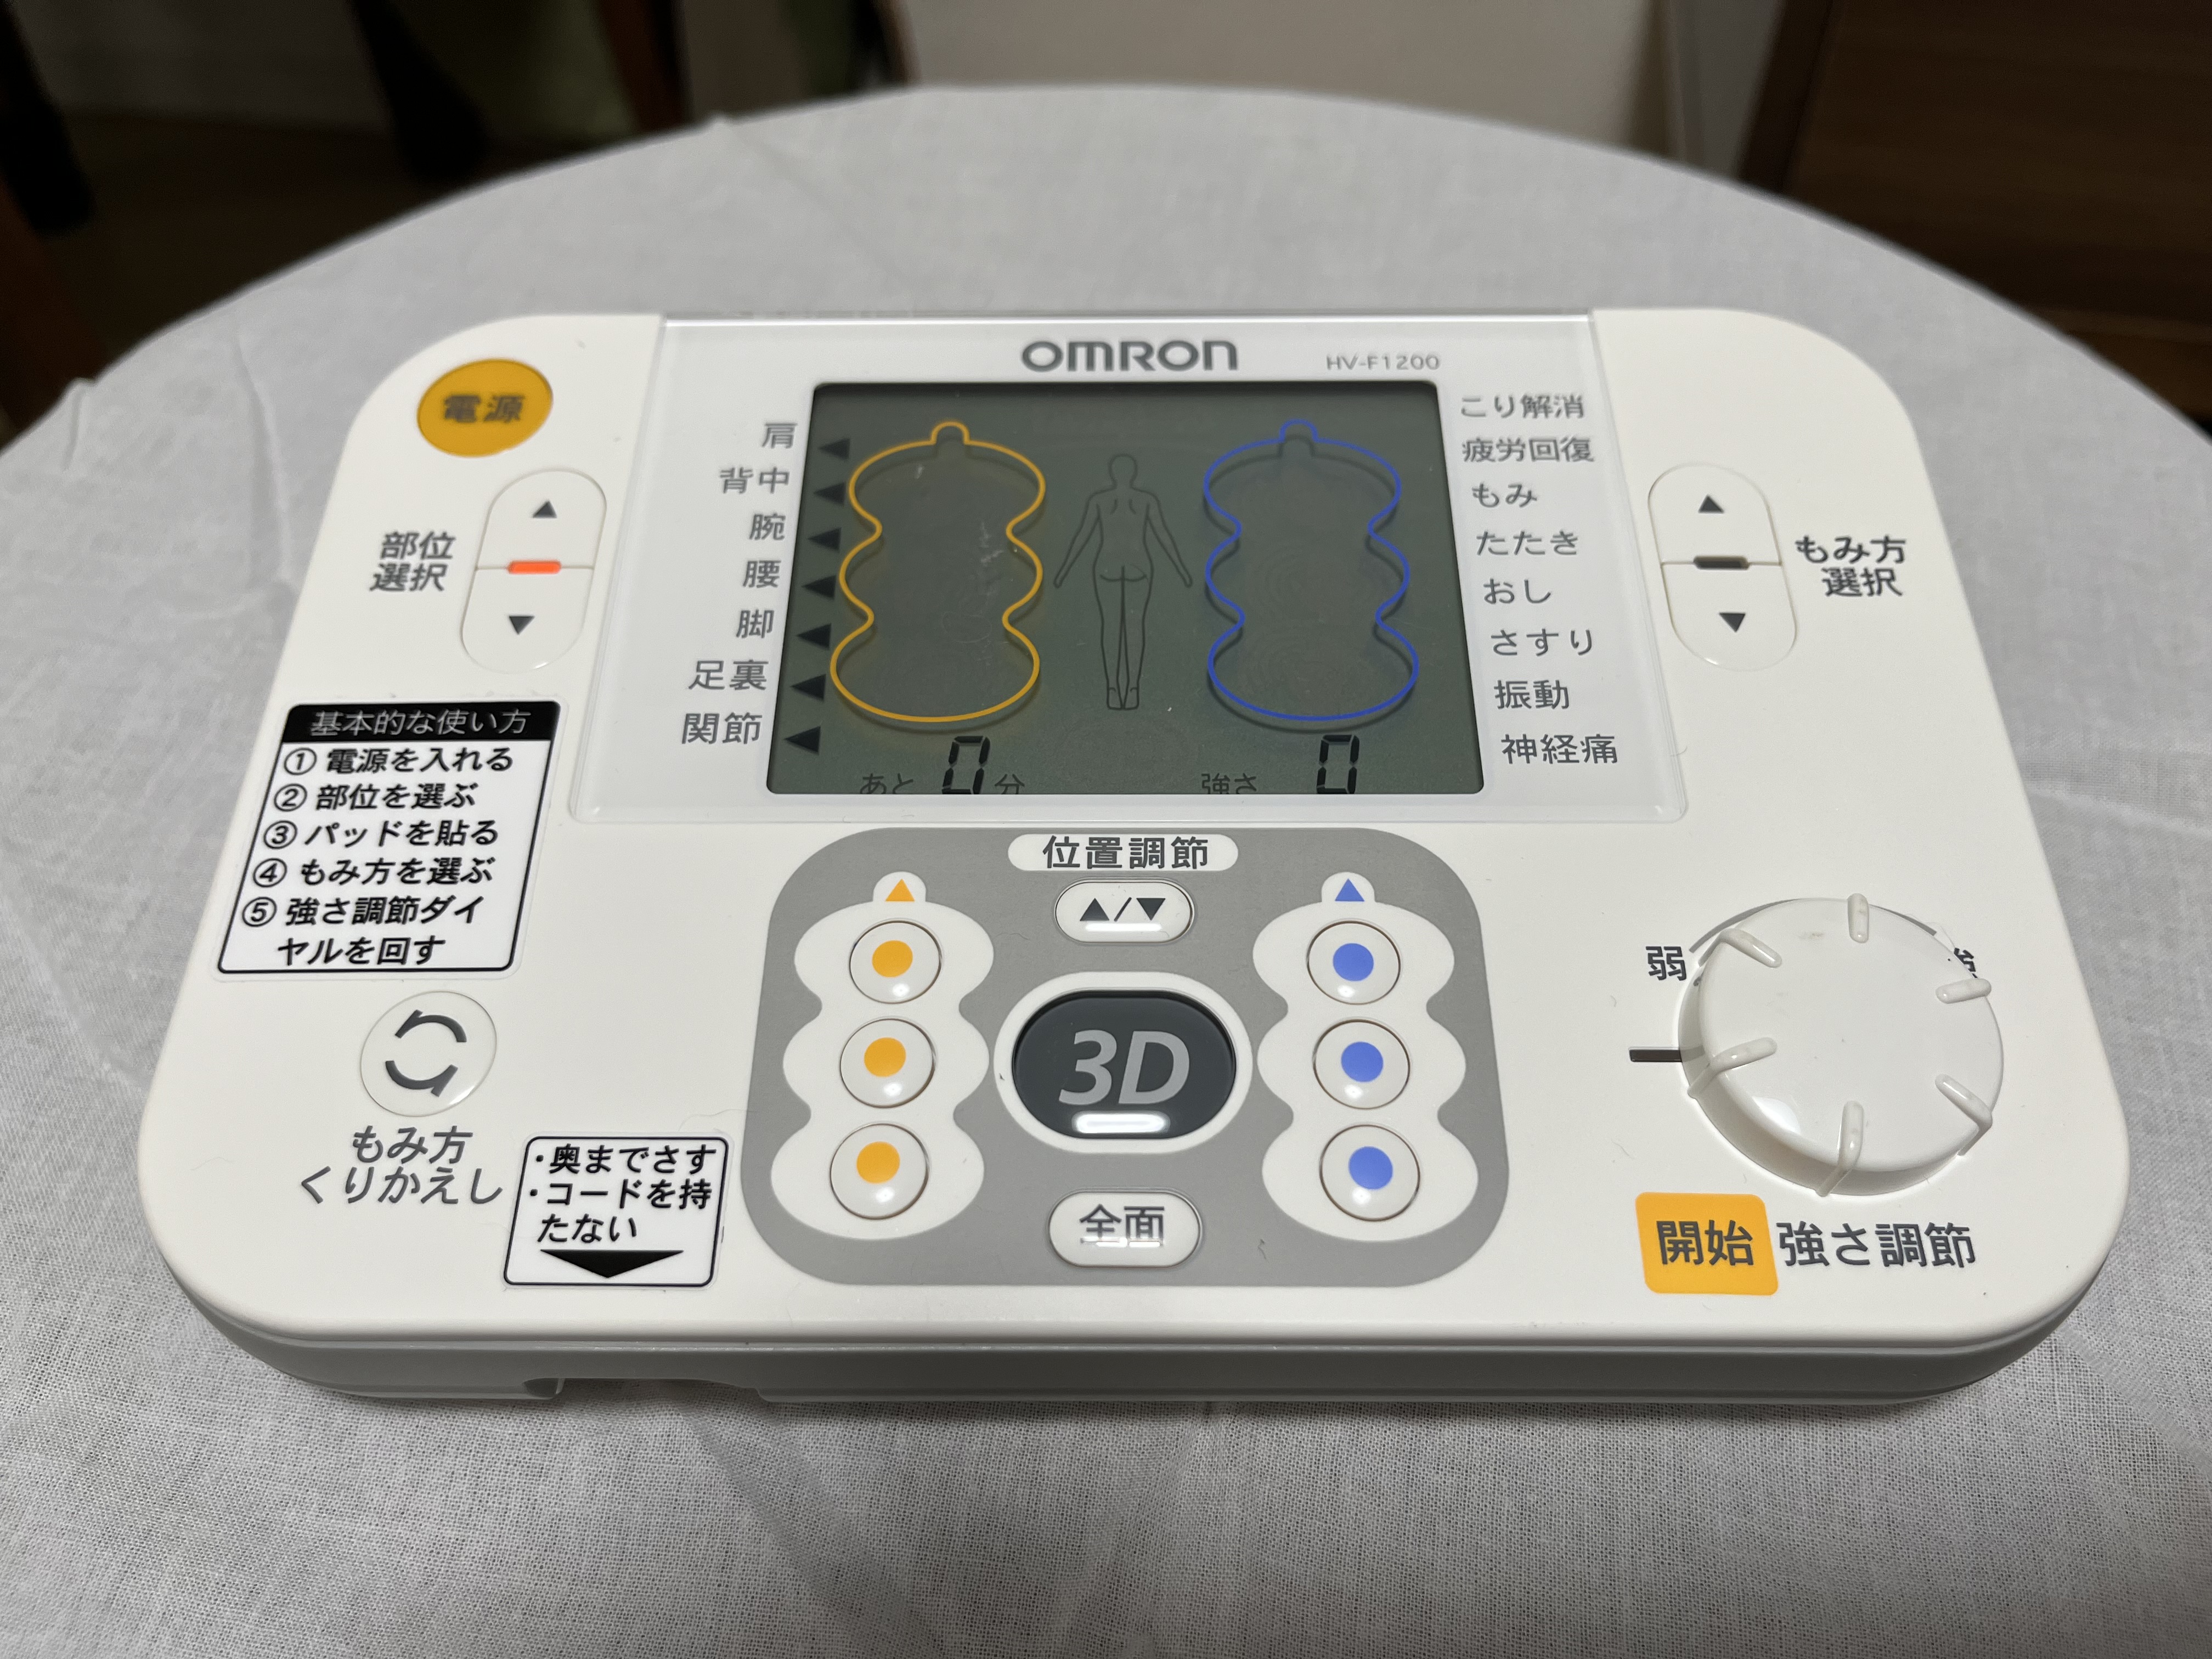 OMRON
HV-F1200
電源
部位
選択
肩
背中
腕
腰
脚
足裏
関節
あと 0 分
強さ 0
こり解消
疲労回復
もみ
たたき
おし
さすり
振動
神経痛
もみ方
選択
基本的な使い方
① 電源を入れる
② 部位を選ぶ
③ パッドを貼る
④ もみ方を選ぶ
⑤ 強さ調節ダイ
ヤルを回す
もみ方
くりかえし
・奥までさす
・コードを持
たない
位置調節
▲/▼
3D
全面
弱
開始 強さ調節